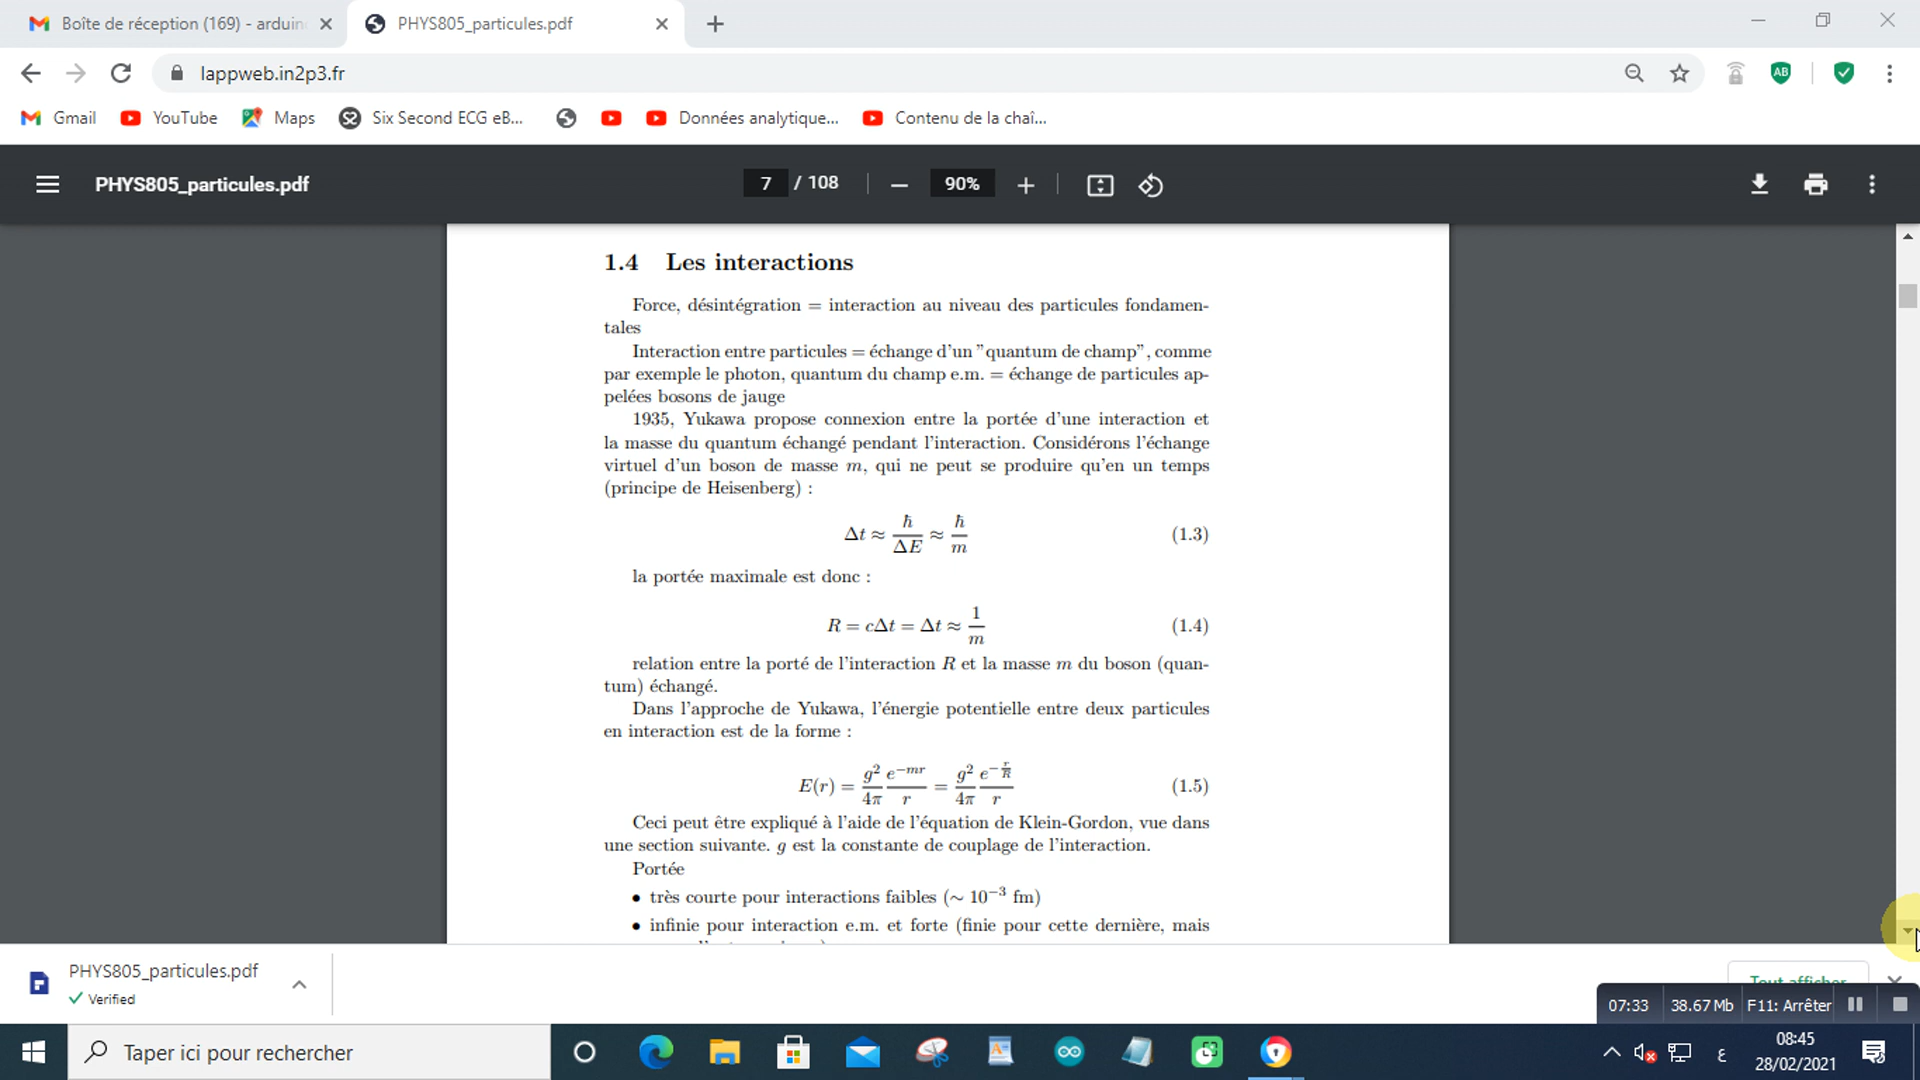 Boîte de réception (169) - arduin
PHYS805_particules.pdf
lappweb.in2p3.fr
AB
Gmail
YouTube
Maps
Six Second ECG eB...
Données analytique...
Contenu de la chaî...
PHYS805_particules.pdf
7 / 108
90%
1.4 Les interactions
Force, désintégration = interaction au niveau des particules fondamen-
tales
Interaction entre particules = échange d'un ”quantum de champ”, comme
par exemple le photon, quantum du champ e.m. = échange de particules ap-
pelées bosons de jauge
1935, Yukawa propose connexion entre la portée d'une interaction et
la masse du quantum échangé pendant l'interaction. Considérons l'échange
virtuel d'un boson de masse m, qui ne peut se produire qu'en un temps
(principe de Heisenberg) :
Δt ≈ ħ/ΔE ≈ ħ/m (1.3)
la portée maximale est donc :
R = cΔt = Δt ≈ 1/m (1.4)
relation entre la porté de l'interaction R et la masse m du boson (quan-
tum) échangé.
Dans l'approche de Yukawa, l'énergie potentielle entre deux particules
en interaction est de la forme :
E(r) = g²/4π e^{-mr}/r = g²/4π e^{-r/R}/r (1.5)
Ceci peut être expliqué à l'aide de l'équation de Klein-Gordon, vue dans
une section suivante. g est la constante de couplage de l'interaction.
Portée
• très courte pour interactions faibles (∼ 10⁻³ fm)
• infinie pour interaction e.m. et forte (finie pour cette dernière, mais
PHYS805_particules.pdf
Verified
Tout afficher
07:33
38.67 Mb
F11: Arrêter
Taper ici pour rechercher
ع
08:45
28/02/2021